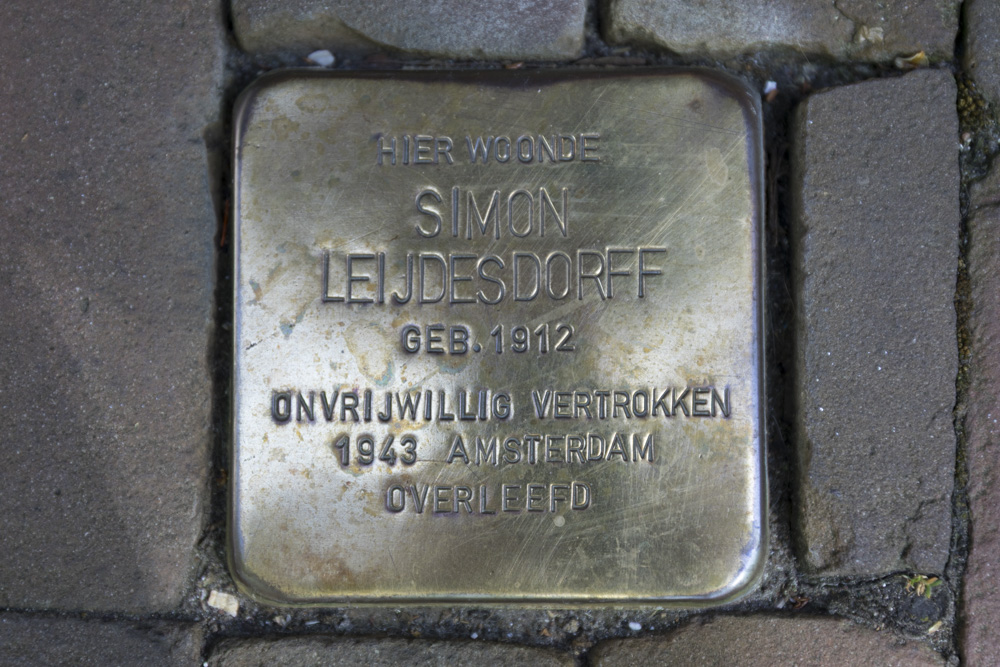 HIER WOONDE
SIMON
LEIJDESDORFF
GEB. 1912
ONVRIJWILLIG VERTROKKEN
1943 AMSTERDAM
OVERLEEFD